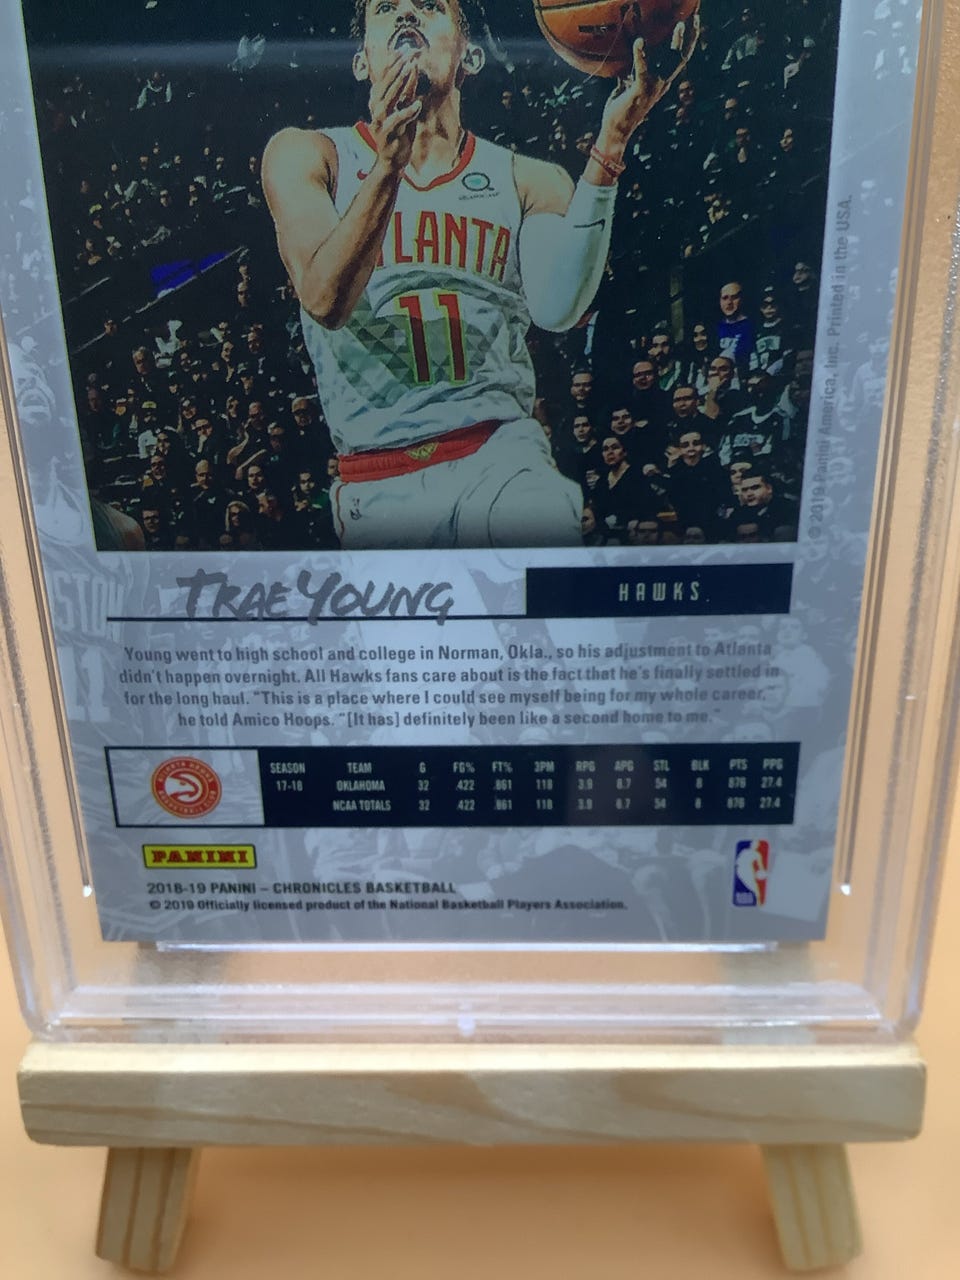 ATLANTA
11
© 2019 Panini America, Inc. Printed in the USA.
TRAE YOUNG
HAWKS
Young went to high school and college in Norman, Okla., so his adjustment to Atlanta
didn't happen overnight. All Hawks fans care about is the fact that he's finally settled in
for the long haul. "This is a place where I could see myself being for my whole career,"
he told Amico Hoops. "[It has] definitely been like a second home to me."
SEASON TEAM G FG% FT% 3PM RPG APG STL BLK PTS PPG
17-18 OKLAHOMA 32 .422 .861 118 3.9 8.7 54 8 876 27.4
NCAA TOTALS 32 .422 .861 118 3.9 8.7 54 8 876 27.4
ATLANTA HAWKS
BASKETBALL CLUB
PANINI
2018-19 PANINI – CHRONICLES BASKETBALL
© 2019 Officially licensed product of the National Basketball Players Association.
NBA